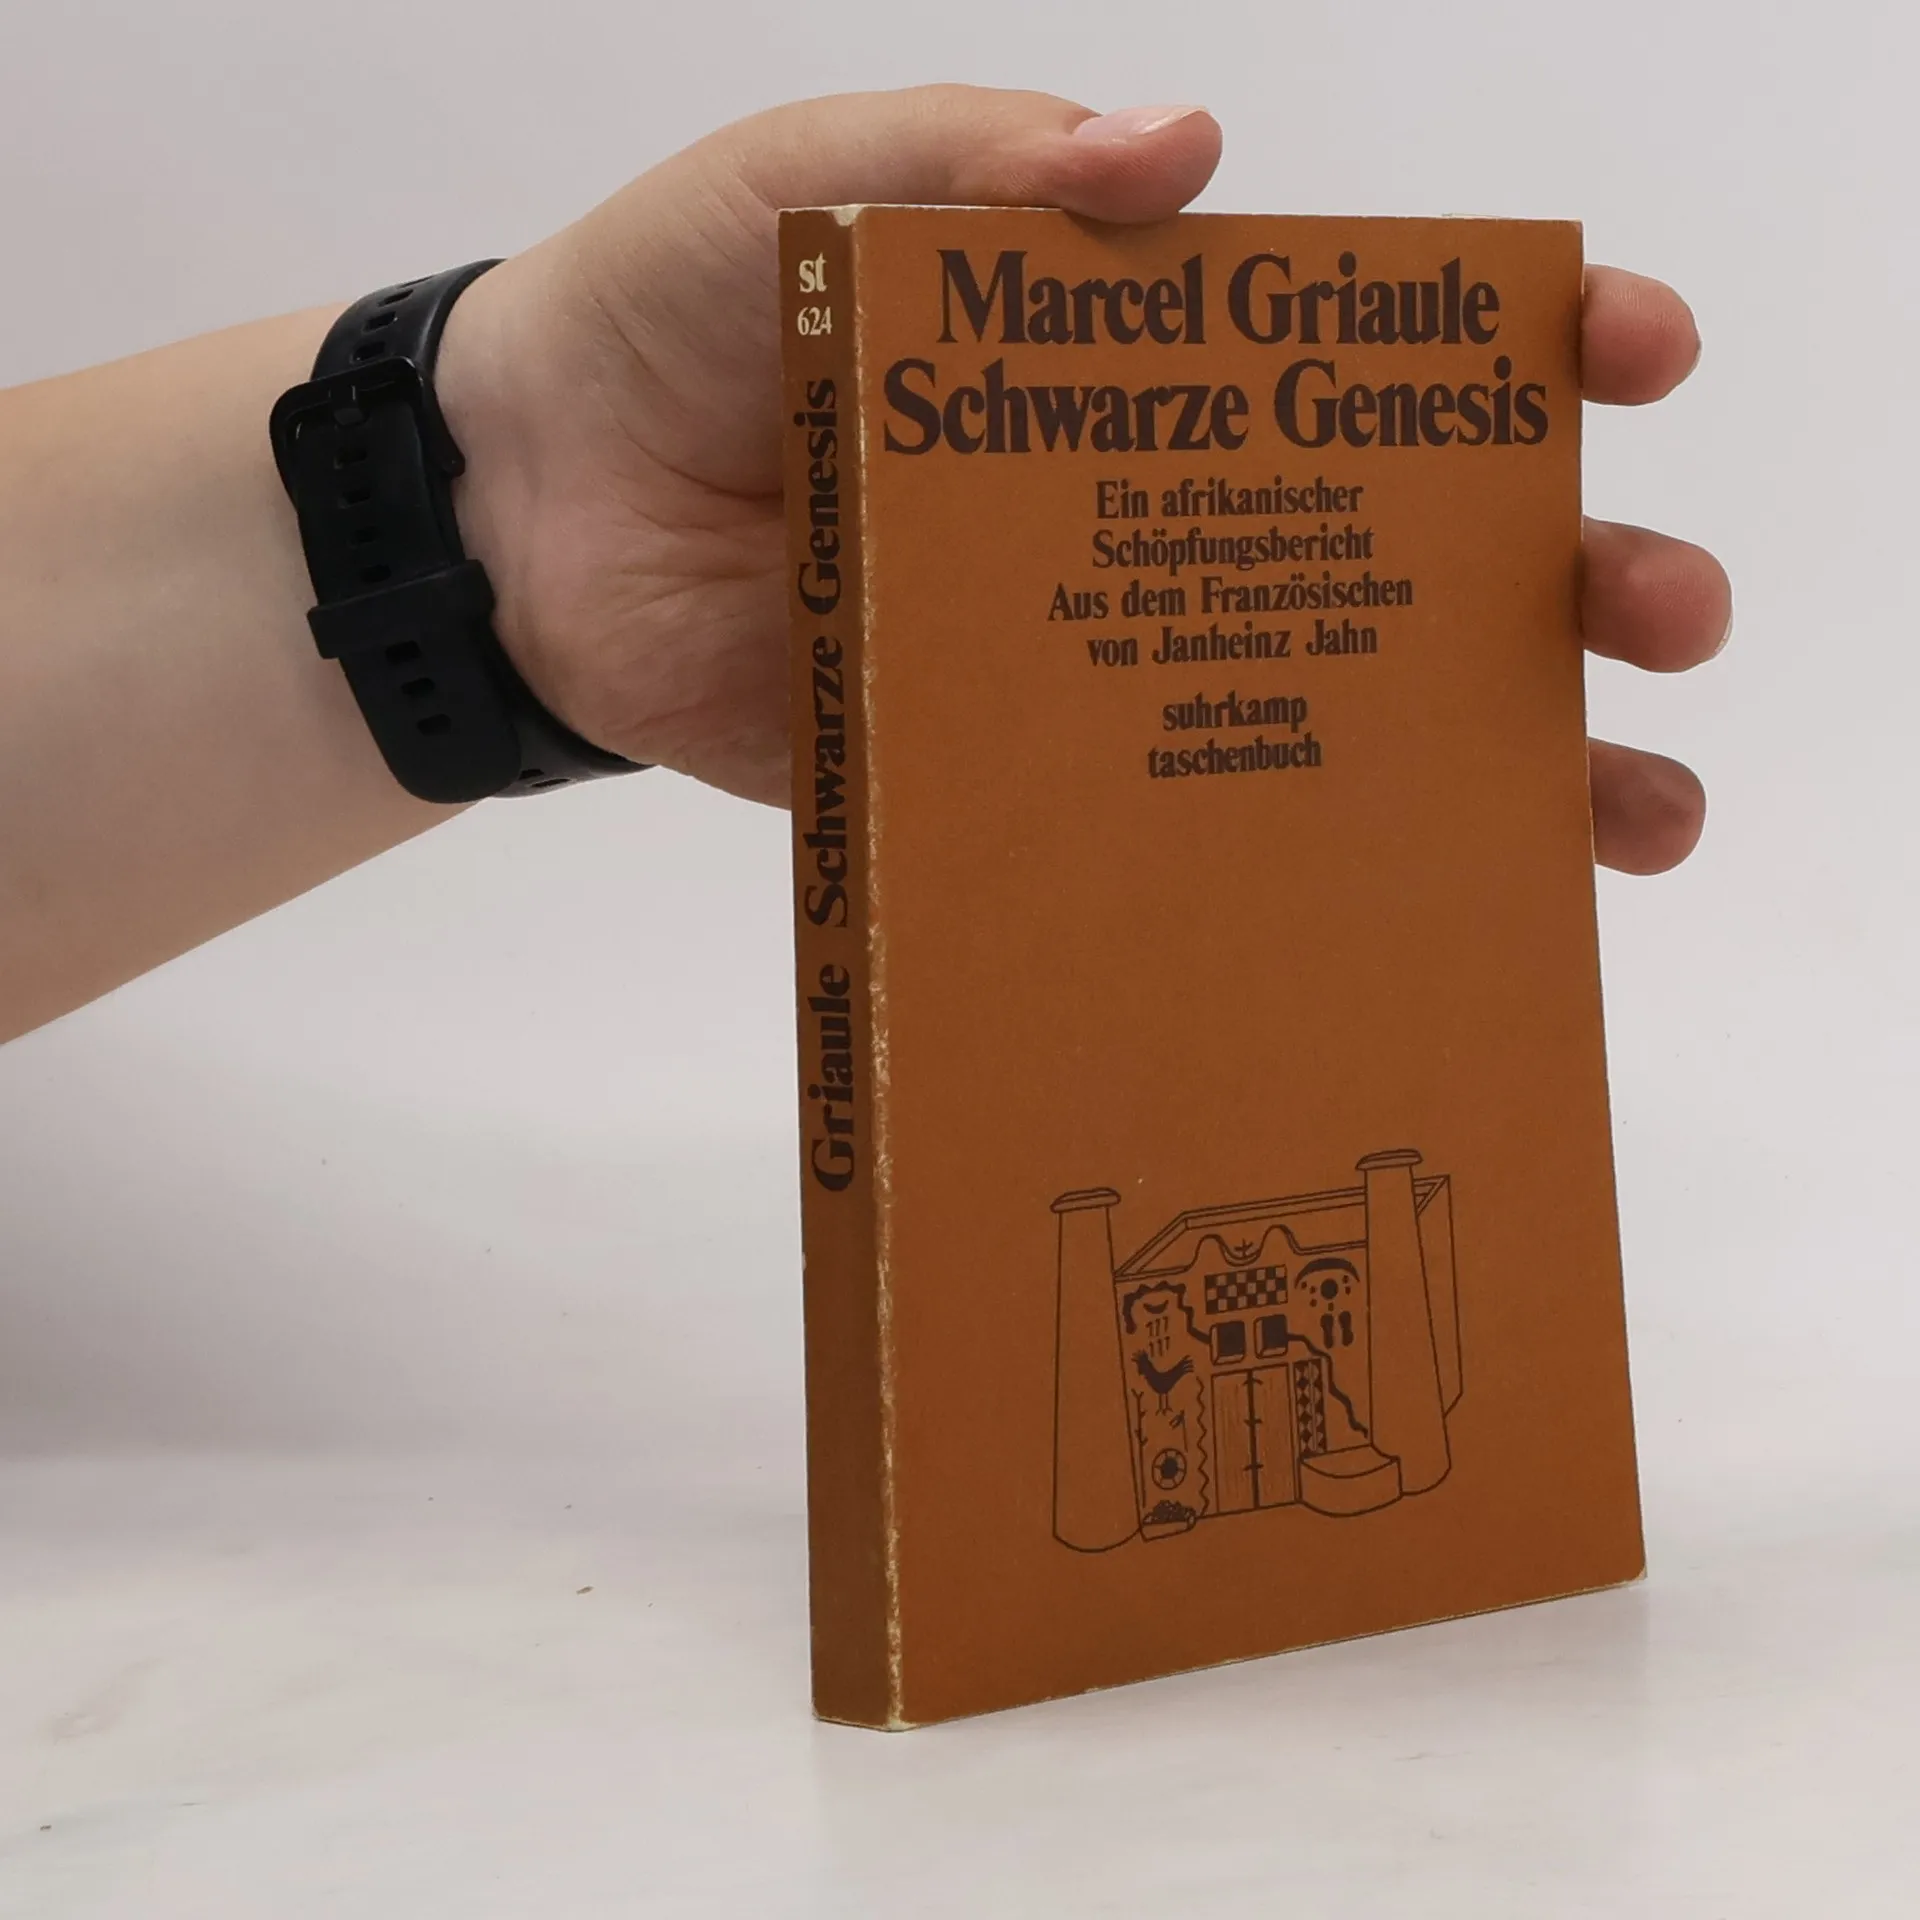 st
624
Griaule Schwarze Genesis
Marcel Griaule
Schwarze Genesis
Ein afrikanischer
Schöpfungsbericht
Aus dem Französischen
von Janheinz Jahn
suhrkamp
taschenbuch